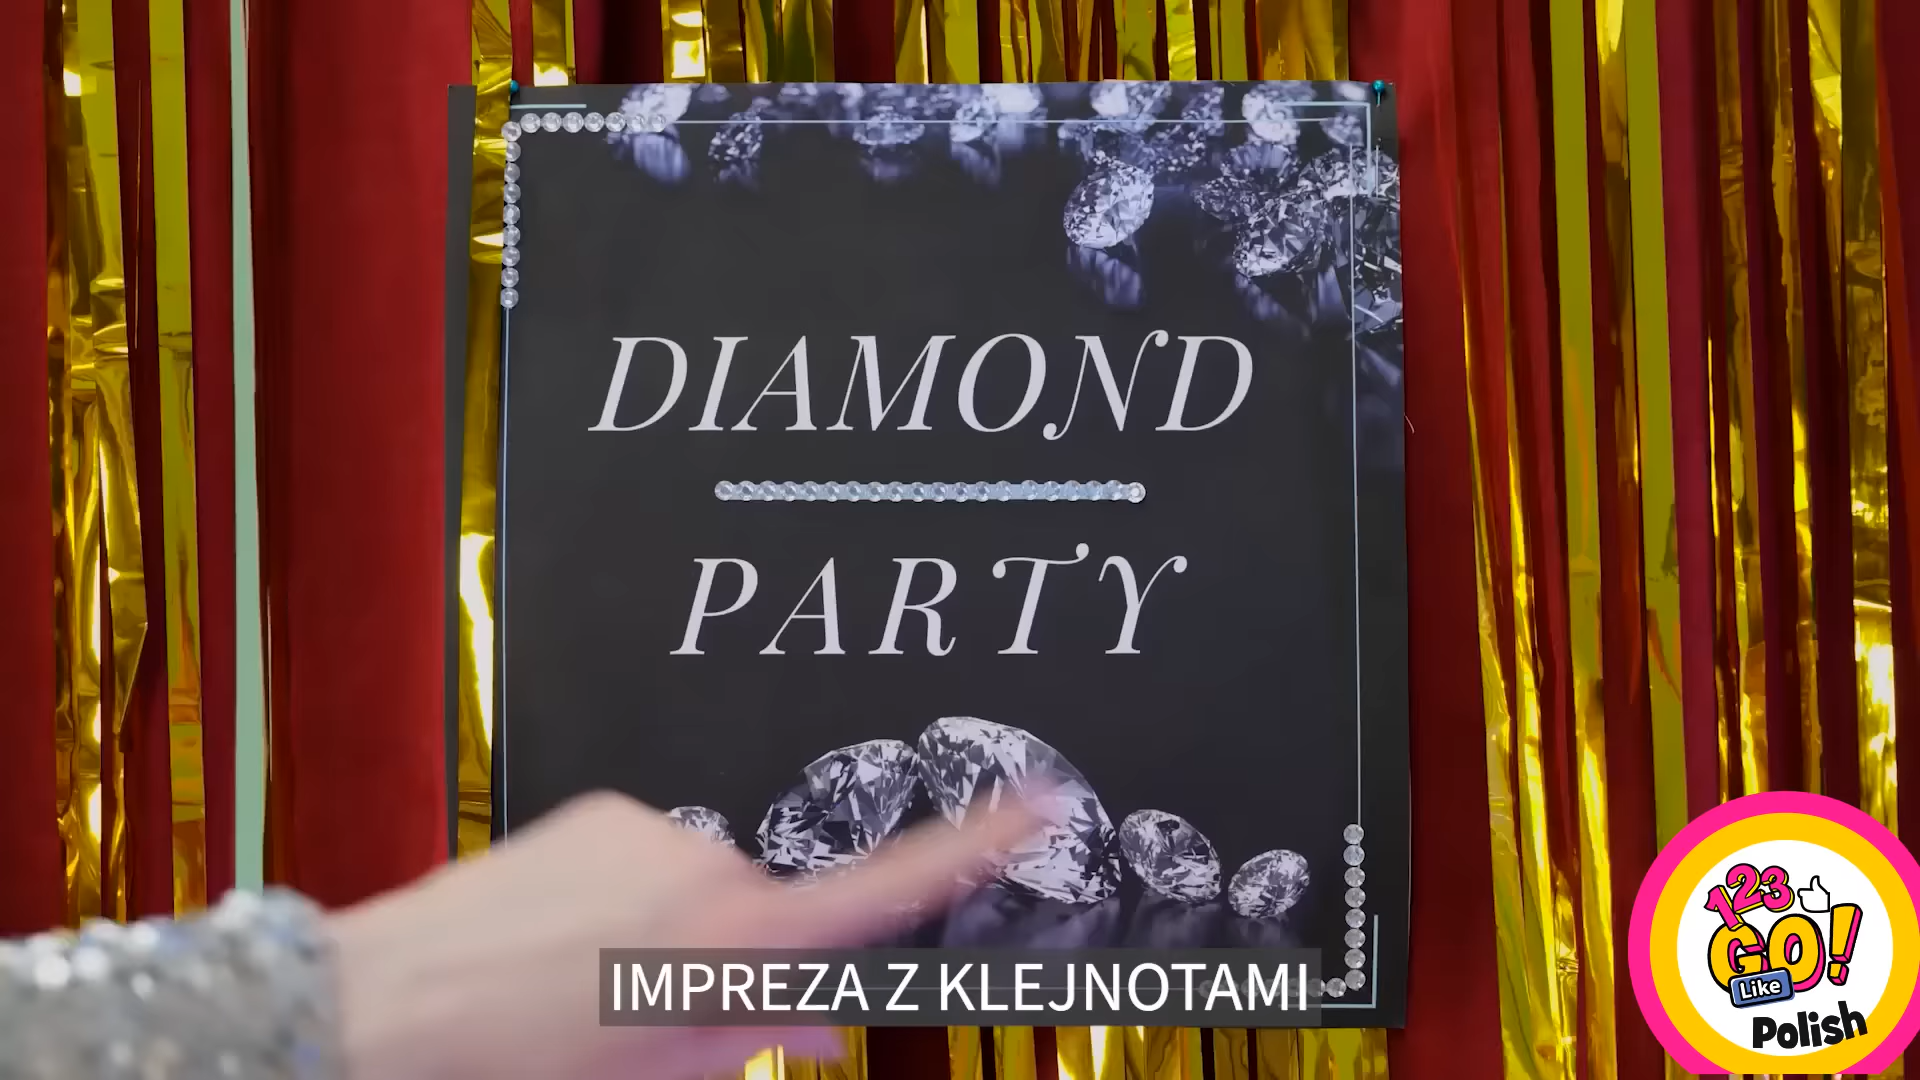 DIAMOND
PARTY
IMPREZA Z KLEJNOTAMI
123
GO!
Like
Polish